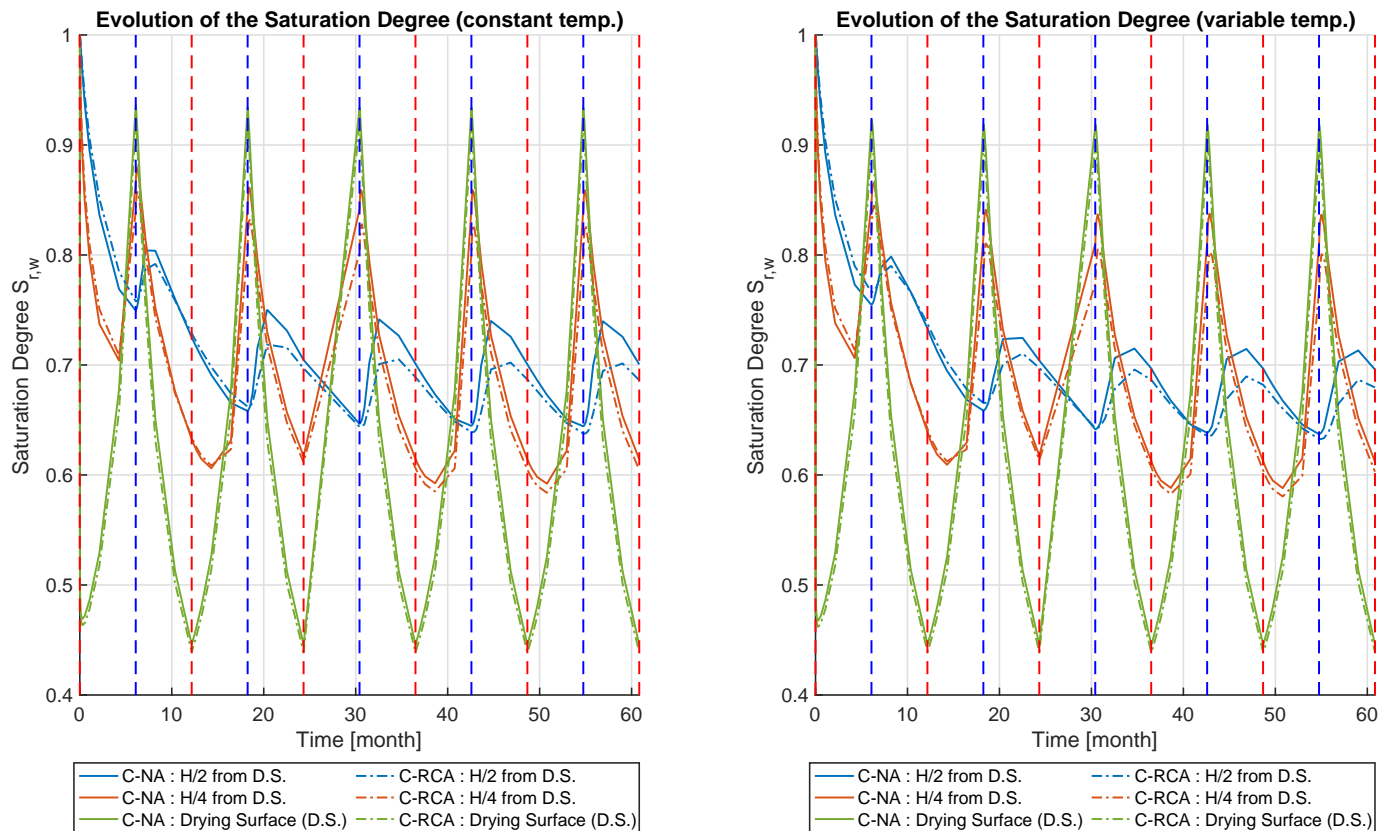 Evolution of the Saturation Degree (constant temp.)
1
0.9
0.8
0.7
0.6
0.5
0.4
Saturation Degree S_{r,w}
0 10 20 30 40 50 60
Time [month]
C-NA : H/2 from D.S. C-RCA : H/2 from D.S.
C-NA : H/4 from D.S. C-RCA : H/4 from D.S.
C-NA : Drying Surface (D.S.) C-RCA : Drying Surface (D.S.)
Evolution of the Saturation Degree (variable temp.)
1
0.9
0.8
0.7
0.6
0.5
0.4
Saturation Degree S_{r,w}
0 10 20 30 40 50 60
Time [month]
C-NA : H/2 from D.S. C-RCA : H/2 from D.S.
C-NA : H/4 from D.S. C-RCA : H/4 from D.S.
C-NA : Drying Surface (D.S.) C-RCA : Drying Surface (D.S.)